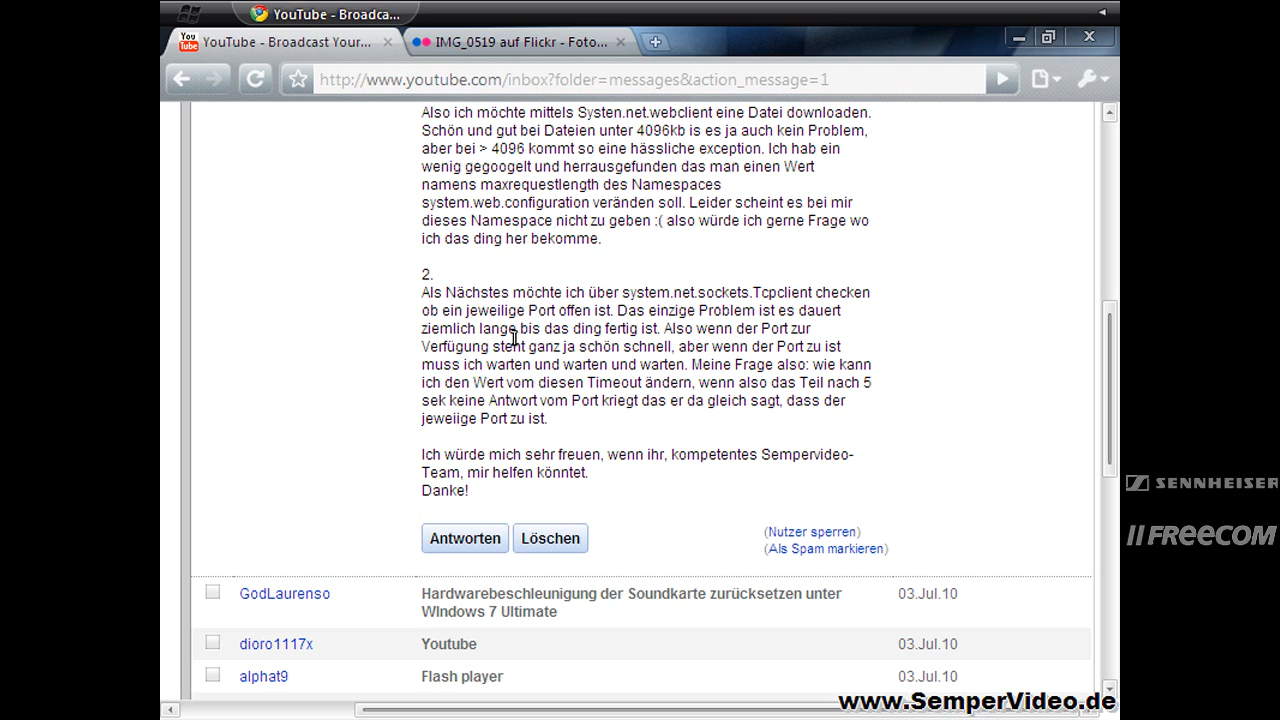 YouTube - Broadca...
YouTube - Broadcast Your...
IMG_0519 auf Flickr - Foto...
http://www.youtube.com/inbox?folder=messages&action_message=1
Also ich möchte mittels Systen.net.webclient eine Datei downloaden.
Schön und gut bei Dateien unter 4096kb is es ja auch kein Problem,
aber bei > 4096 kommt so eine hässliche exception. Ich hab ein
wenig gegoogelt und herrausgefunden das man einen Wert
namens maxrequestlength des Namespaces
system.web.configuration veränden soll. Leider scheint es bei mir
dieses Namespace nicht zu geben :( also würde ich gerne Frage wo
ich das ding her bekomme.
2.
Als Nächstes möchte ich über system.net.sockets.Tcpclient checken
ob ein jeweilige Port offen ist. Das einzige Problem ist es dauert
ziemlich lange bis das ding fertig ist. Also wenn der Port zur
Verfügung steht ganz ja schön schnell, aber wenn der Port zu ist
muss ich warten und warten und warten. Meine Frage also: wie kann
ich den Wert vom diesen Timeout ändern, wenn also das Teil nach 5
sek keine Antwort vom Port kriegt das er da gleich sagt, dass der
jeweiige Port zu ist.
Ich würde mich sehr freuen, wenn ihr, kompetentes Sempervideo-
Team, mir helfen könntet.
Danke!
Antworten Löschen
(Nutzer sperren)
(Als Spam markieren)
GodLaurenso Hardwarebeschleunigung der Soundkarte zurücksetzen unter 03.Jul.10
WIndows 7 Ultimate
dioro1117x Youtube 03.Jul.10
alphat9 Flash player 03.Jul.10
SENNHEISER
FREECOM
www.SemperVideo.de